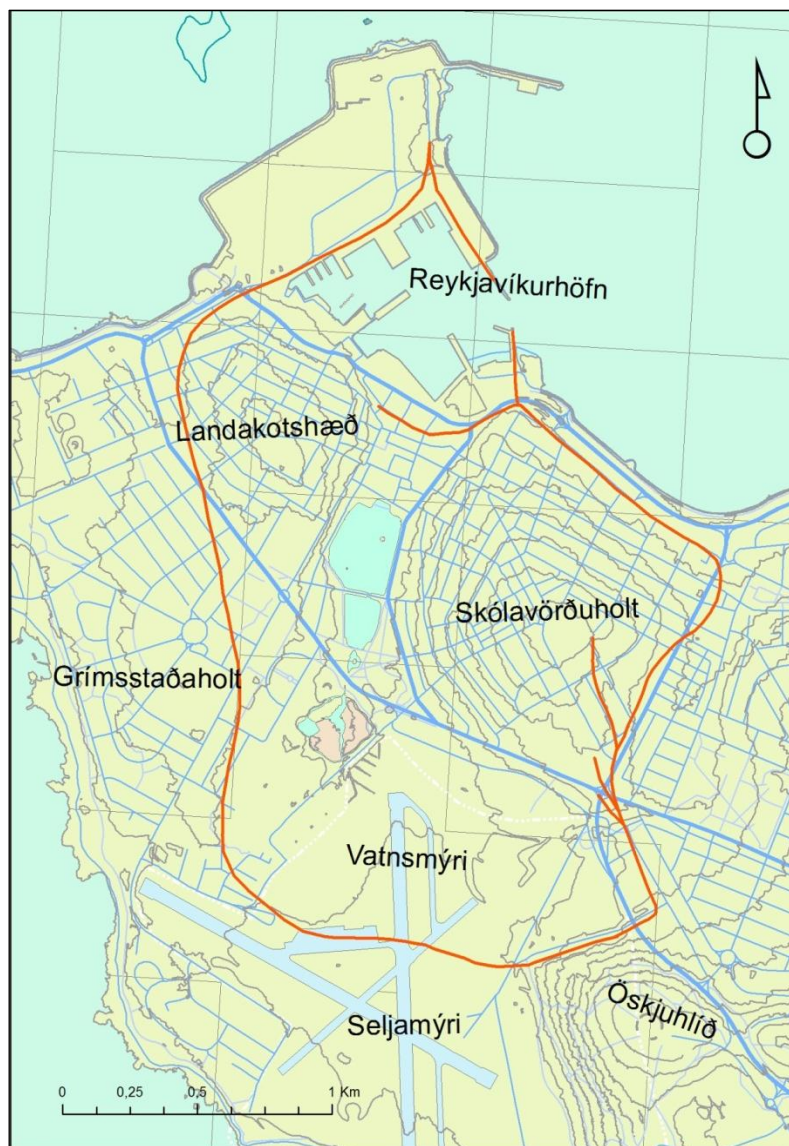 Reykjavíkurhöfn
Landakotshæð
Skólavörðuholt
Grímsstaðaholt
Vatnsmýri
Öskjuhlíð
Seljamýri
0 0,25 0,5 1 Km